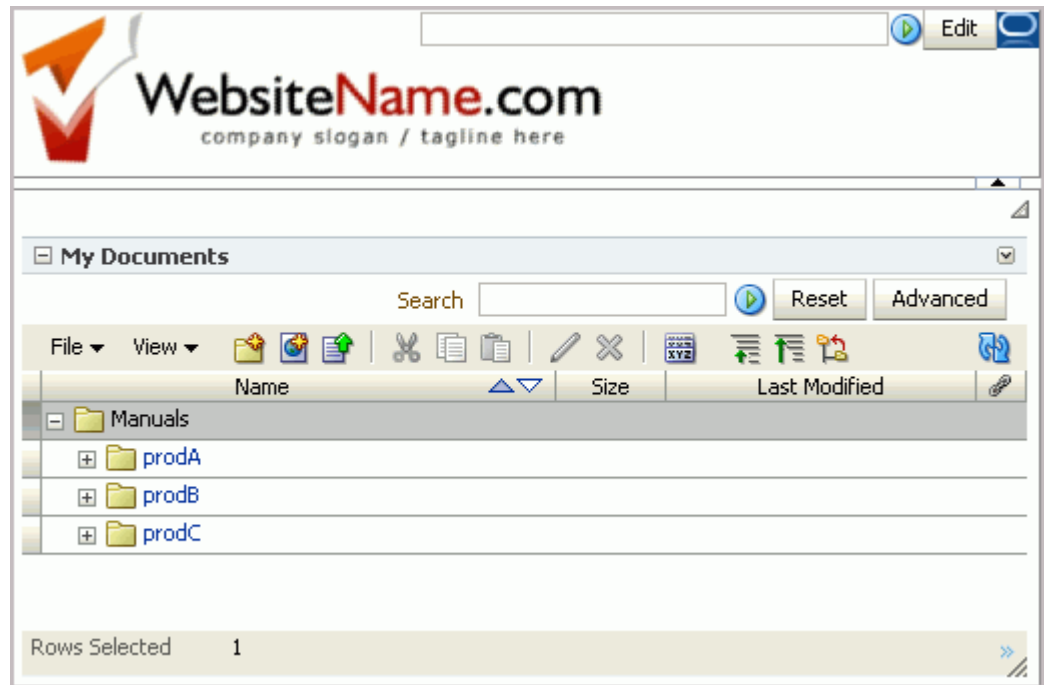 Edit
WebsiteName.com
company slogan / tagline here
My Documents
Search Reset Advanced
File View
Name Size Last Modified
Manuals
prodA
prodB
prodC
Rows Selected 1